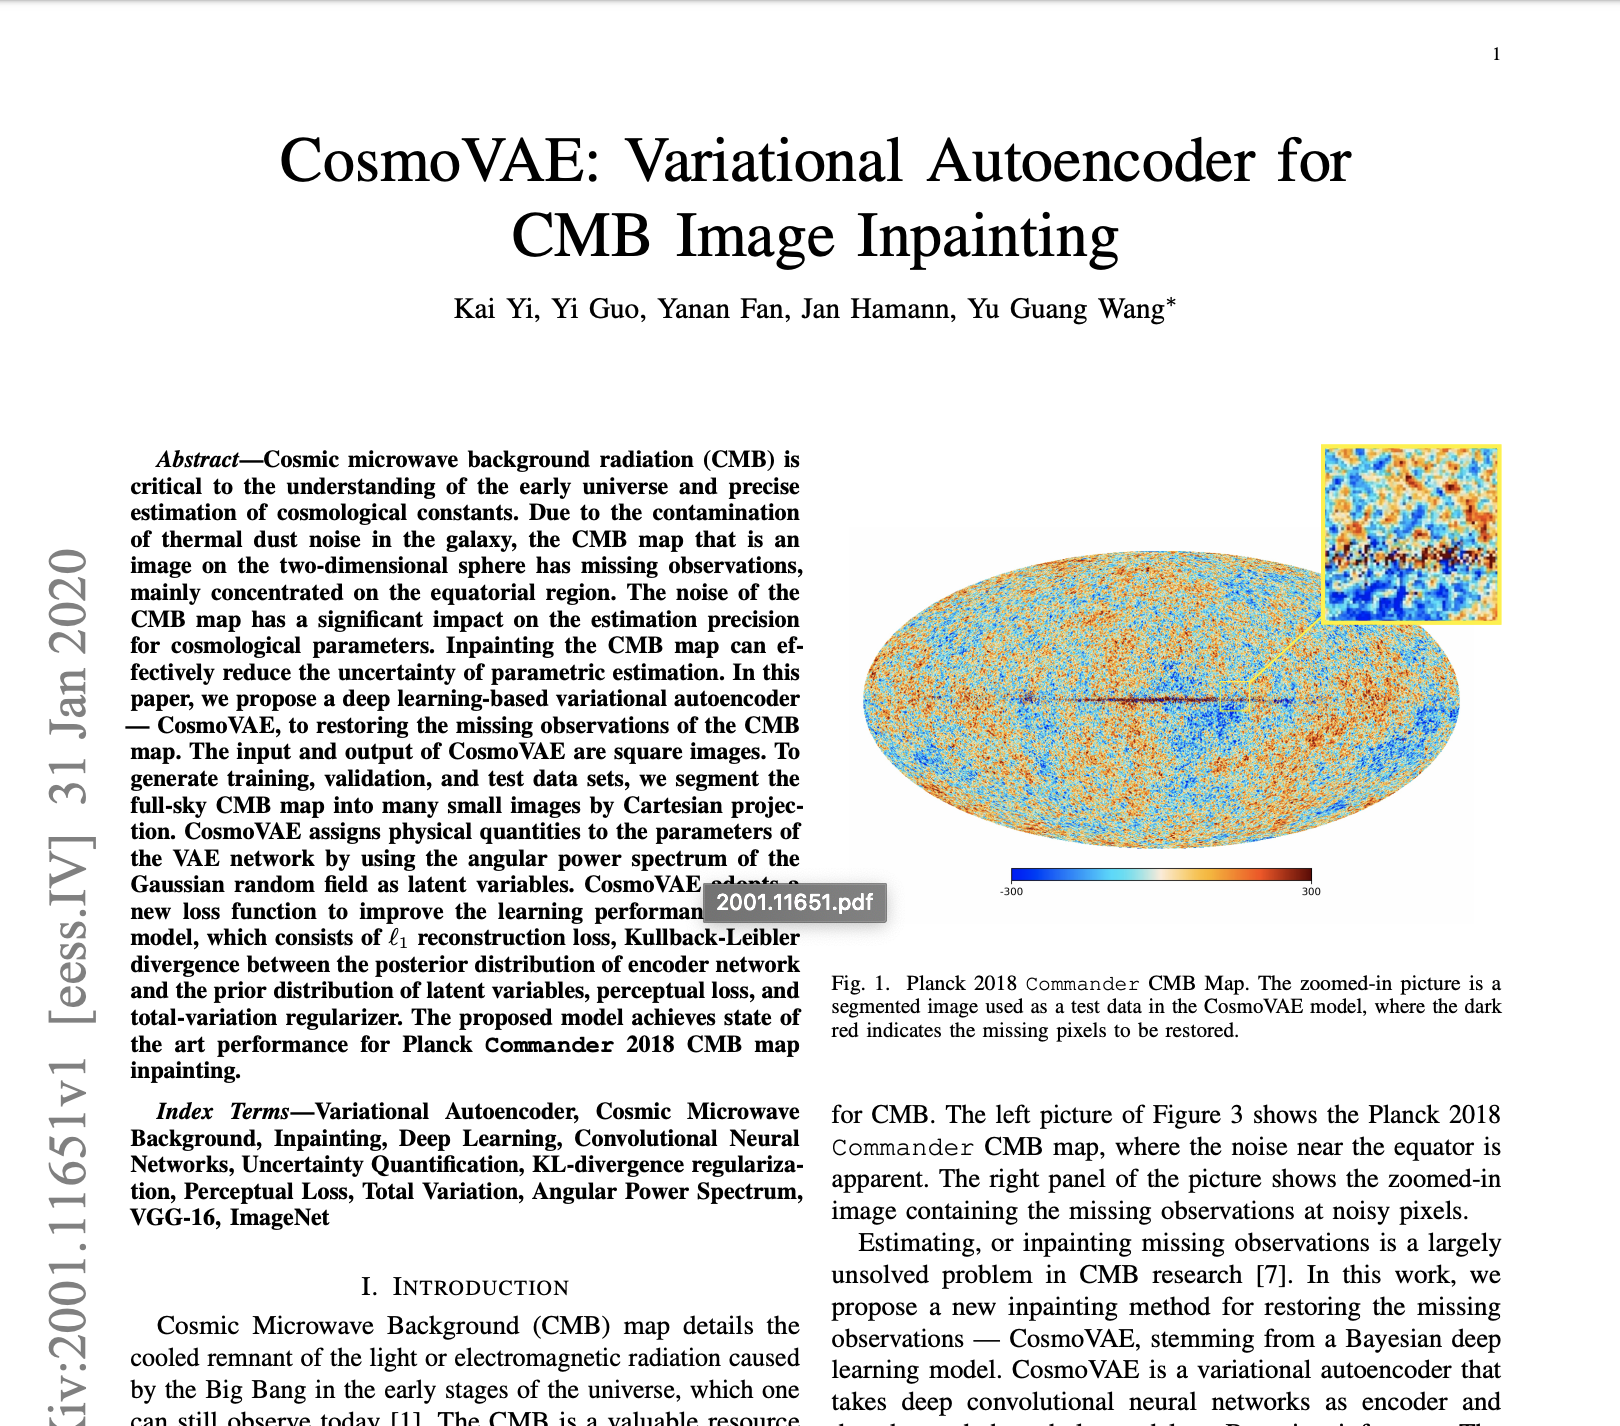 1
CosmoVAE: Variational Autoencoder for
CMB Image Inpainting
Kai Yi, Yi Guo, Yanan Fan, Jan Hamann, Yu Guang Wang*
Abstract—Cosmic microwave background radiation (CMB) is
critical to the understanding of the early universe and precise
estimation of cosmological constants. Due to the contamination
of thermal dust noise in the galaxy, the CMB map that is an
image on the two-dimensional sphere has missing observations,
mainly concentrated on the equatorial region. The noise of the
CMB map has a significant impact on the estimation precision
for cosmological parameters. Inpainting the CMB map can ef-
fectively reduce the uncertainty of parametric estimation. In this
paper, we propose a deep learning-based variational autoencoder
— CosmoVAE, to restoring the missing observations of the CMB
map. The input and output of CosmoVAE are square images. To
generate training, validation, and test data sets, we segment the
full-sky CMB map into many small images by Cartesian projec-
tion. CosmoVAE assigns physical quantities to the parameters of
the VAE network by using the angular power spectrum of the
Gaussian random field as latent variables. CosmoVAE adopts a
new loss function to improve the learning performan
model, which consists of ℓ1 reconstruction loss, Kullback-Leibler
divergence between the posterior distribution of encoder network
and the prior distribution of latent variables, perceptual loss, and
total-variation regularizer. The proposed model achieves state of
the art performance for Planck Commander 2018 CMB map
inpainting.
Index Terms—Variational Autoencoder, Cosmic Microwave
Background, Inpainting, Deep Learning, Convolutional Neural
Networks, Uncertainty Quantification, KL-divergence regulariza-
tion, Perceptual Loss, Total Variation, Angular Power Spectrum,
VGG-16, ImageNet
I. INTRODUCTION
Cosmic Microwave Background (CMB) map details the
cooled remnant of the light or electromagnetic radiation caused
by the Big Bang in the early stages of the universe, which one
can still observe today [1]. The CMB is a valuable resource
2001.11651.pdf
-300
300
Fig. 1. Planck 2018 Commander CMB Map. The zoomed-in picture is a
segmented image used as a test data in the CosmoVAE model, where the dark
red indicates the missing pixels to be restored.
for CMB. The left picture of Figure 3 shows the Planck 2018
Commander CMB map, where the noise near the equator is
apparent. The right panel of the picture shows the zoomed-in
image containing the missing observations at noisy pixels.
Estimating, or inpainting missing observations is a largely
unsolved problem in CMB research [7]. In this work, we
propose a new inpainting method for restoring the missing
observations — CosmoVAE, stemming from a Bayesian deep
learning model. CosmoVAE is a variational autoencoder that
takes deep convolutional neural networks as encoder and
Xiv:2001.11651v1 [eess.IV] 31 Jan 2020